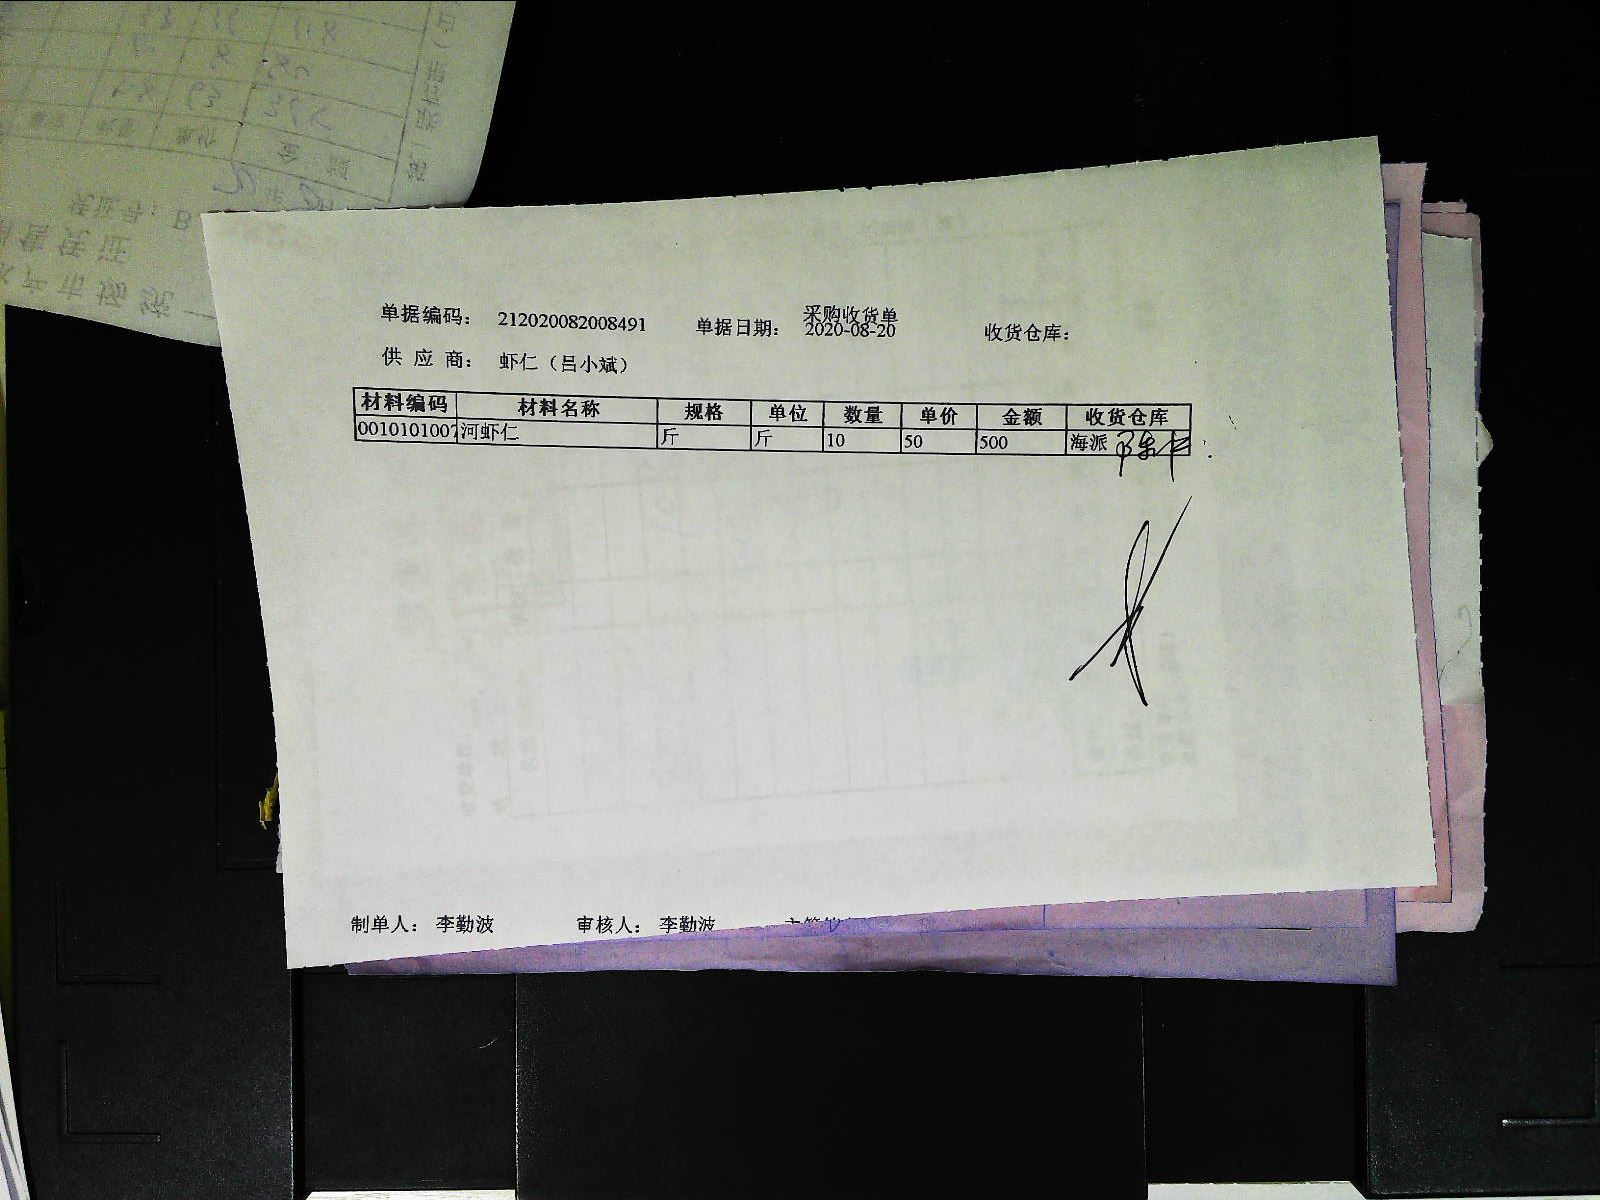 采购收货单
单据编码： 212020082008491 单据日期： 2020-08-20 收货仓库：
供 应 商： 虾仁（吕小斌）
材料编码 材料名称 规格 单位 数量 单价 金额 收货仓库
0010101007 河虾仁 斤 斤 10 50 500 海派
制单人： 李勤波 审核人： 李勤波